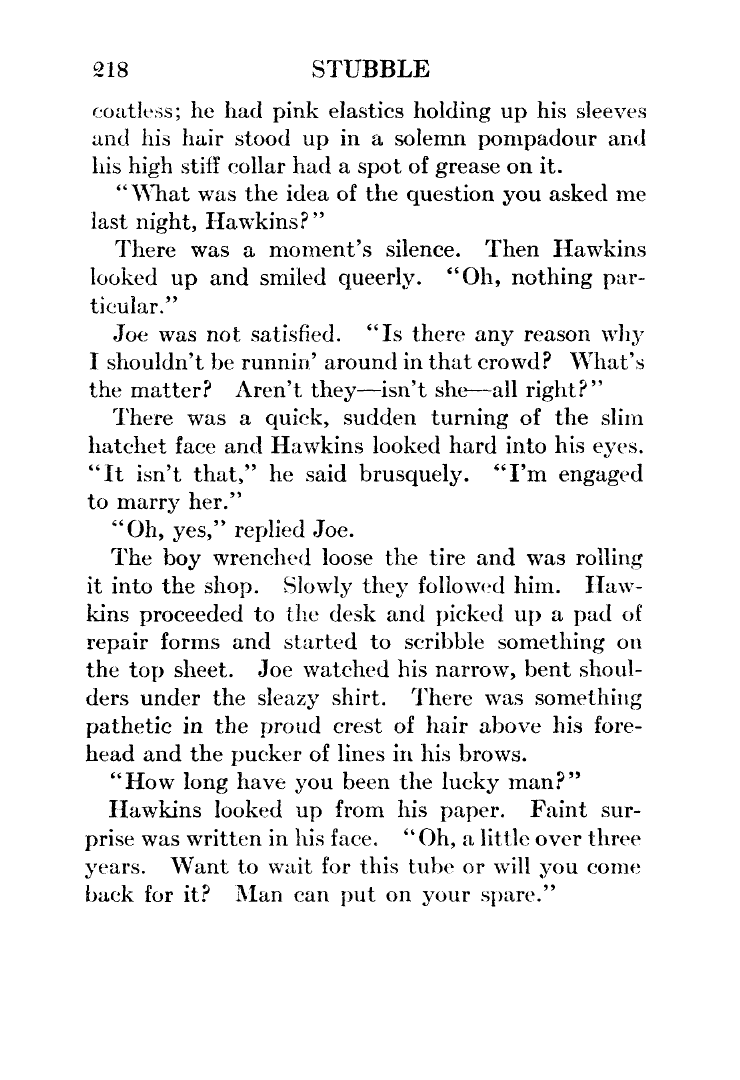 218 STUBBLE
coatless; he had pink elastics holding up his sleeves
and his hair stood up in a solemn pompadour and
his high stiff collar had a spot of grease on it.
“What was the idea of the question you asked me
last night, Hawkins?”
There was a moment's silence. Then Hawkins
looked up and smiled queerly. “Oh, nothing par-
ticular.”
Joe was not satisfied. “Is there any reason why
I shouldn't be runnin' around in that crowd? What's
the matter? Aren't they—isn't she—all right?”
There was a quick, sudden turning of the slim
hatchet face and Hawkins looked hard into his eyes.
“It isn't that,” he said brusquely. “I'm engaged
to marry her.”
“Oh, yes,” replied Joe.
The boy wrenched loose the tire and was rolling
it into the shop. Slowly they followed him. Haw-
kins proceeded to the desk and picked up a pad of
repair forms and started to scribble something on
the top sheet. Joe watched his narrow, bent shoul-
ders under the sleazy shirt. There was something
pathetic in the proud crest of hair above his fore-
head and the pucker of lines in his brows.
“How long have you been the lucky man?”
Hawkins looked up from his paper. Faint sur-
prise was written in his face. “Oh, a little over three
years. Want to wait for this tube or will you come
back for it? Man can put on your spare.”